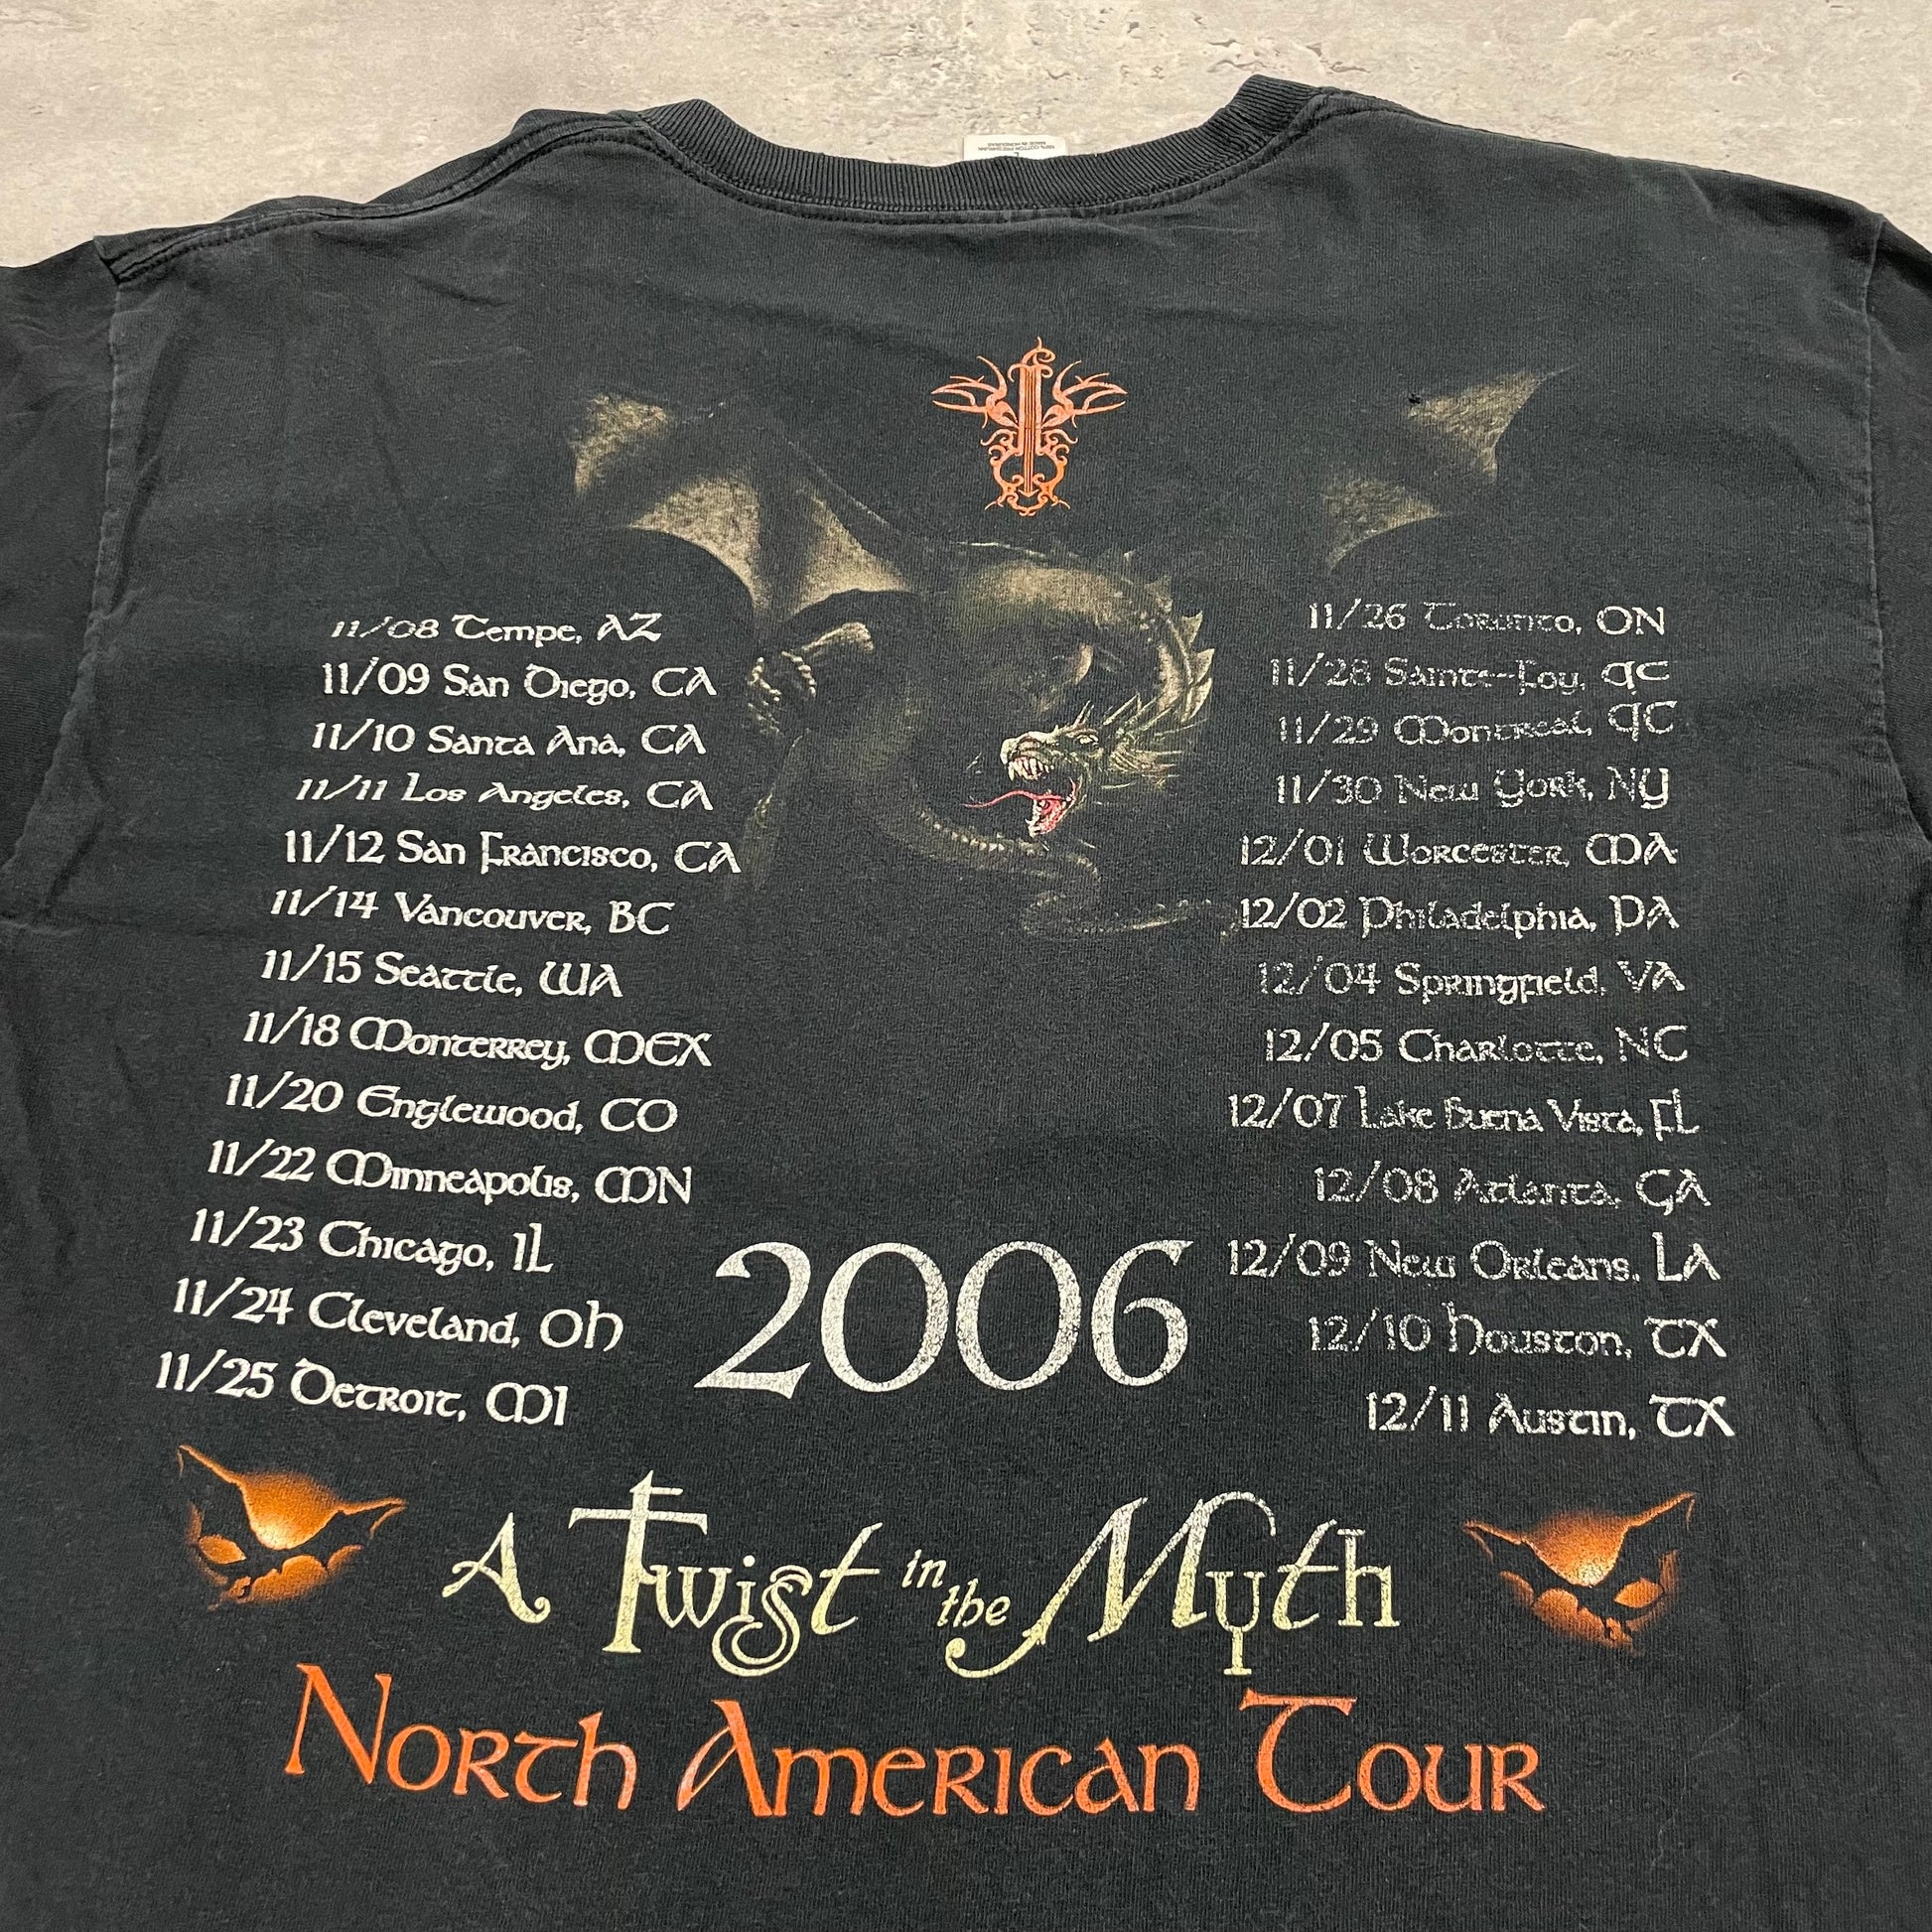 11/08 Tempe, AZ
11/09 San Diego, CA
11/10 Santa Ana, CA
11/11 Los Angeles, CA
11/12 San Francisco, CA
11/14 Vancouver, BC
11/15 Seattle, WA
11/18 Monterrey, MEX
11/20 Englewood, CO
11/22 Minneapolis, MN
11/23 Chicago, IL
11/24 Cleveland, Oh
11/25 Detroit, MI
11/26 Toronto, ON
11/28 Sainte-Foy, QC
11/29 Montreal, QC
11/30 New York, NY
12/01 Worcester, MA
12/02 Philadelphia, PA
12/04 Springfield, VA
12/05 Charlotte, NC
12/07 Lake Buena Vista, FL
12/08 Atlanta, GA
12/09 New Orleans, LA
12/10 Houston, TX
12/11 Austin, TX
2006
A Twist in the Myth
North American Tour